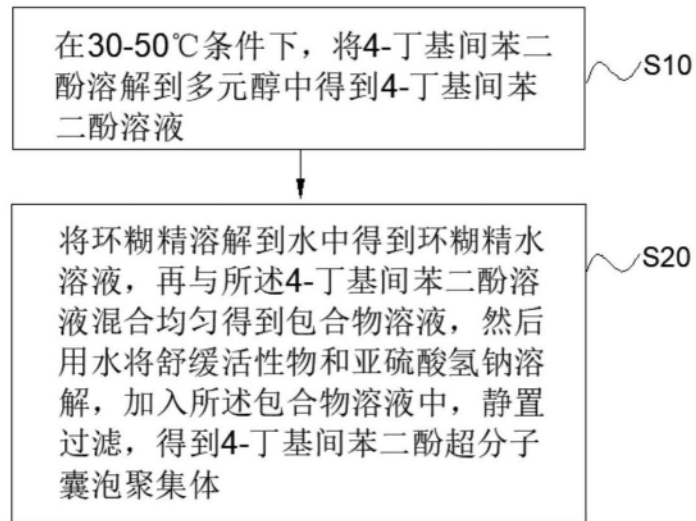 在30-50℃条件下，将4-丁基间苯二
酚溶解到多元醇中得到4-丁基间苯
二酚溶液
S10
将环糊精溶解到水中得到环糊精水
溶液，再与所述4-丁基间苯二酚溶
液混合均匀得到包合物溶液，然后
用水将舒缓活性物和亚硫酸氢钠溶
解，加入所述包合物溶液中，静置
过滤，得到4-丁基间苯二酚超分子
囊泡聚集体
S20